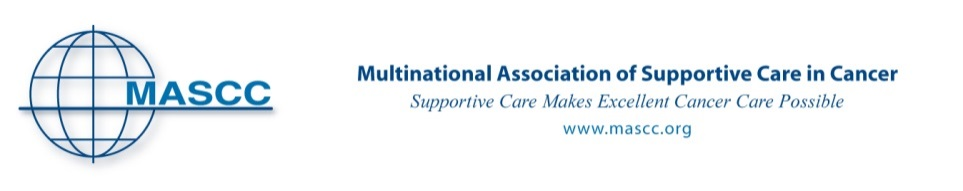 MASCC
Multinational Association of Supportive Care in Cancer
Supportive Care Makes Excellent Cancer Care Possible
www.mascc.org